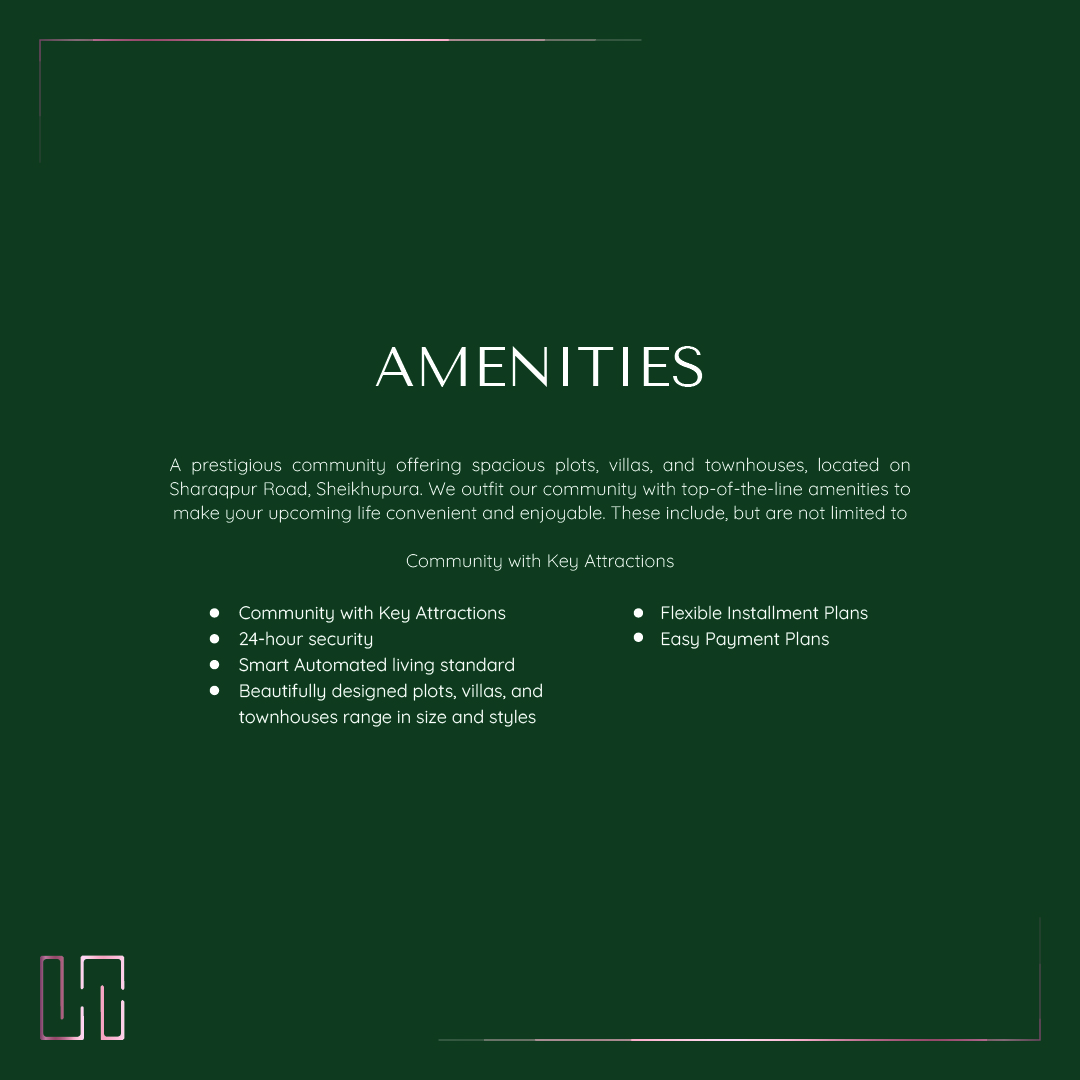 AMENITIES
A prestigious community offering spacious plots, villas, and townhouses, located on
Sharaqpur Road, Sheikhupura. We outfit our community with top-of-the-line amenities to
make your upcoming life convenient and enjoyable. These include, but are not limited to
Community with Key Attractions
● Community with Key Attractions
● 24-hour security
● Smart Automated living standard
● Beautifully designed plots, villas, and
townhouses range in size and styles
● Flexible Installment Plans
● Easy Payment Plans